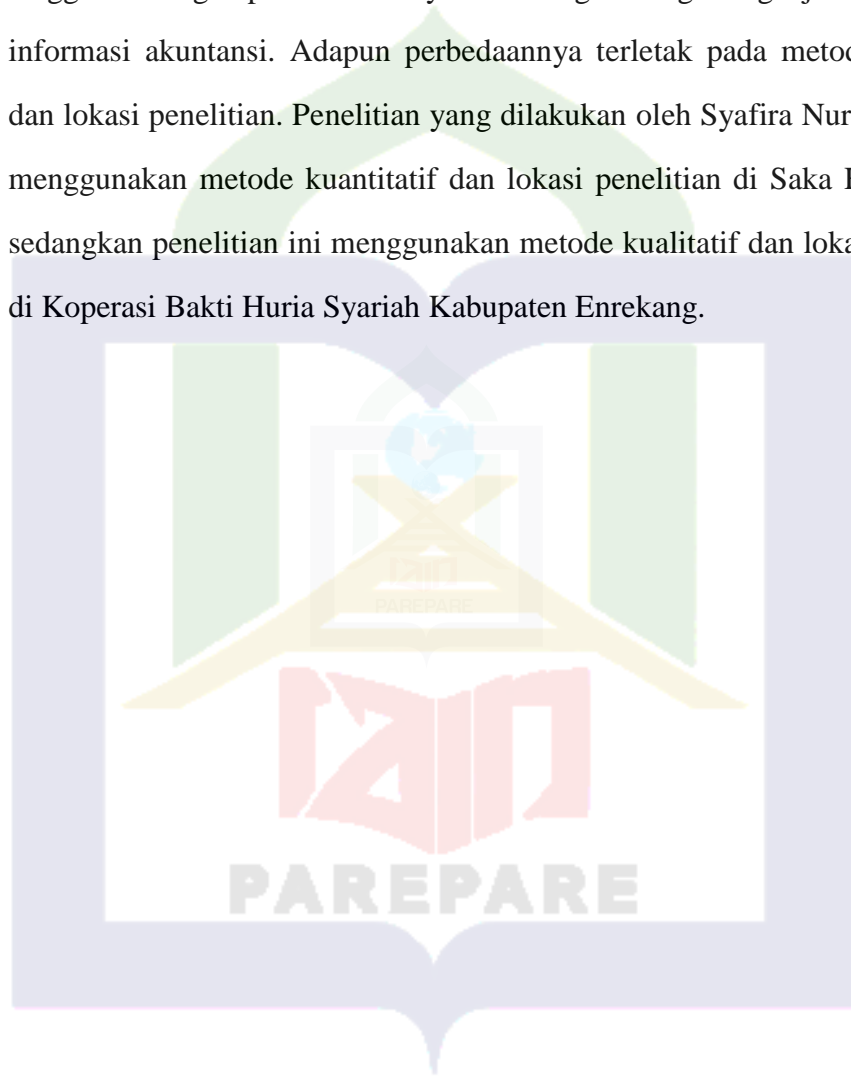 informasi akuntansi. Adapun perbedaannya terletak pada
dan lokasi penelitian. Penelitian yang dilakukan oleh Syafira Nur
menggunakan metode kuantitatif dan lokasi penelitian di Saka
sedangkan penelitian ini menggunakan metode kualitatif dan
di Koperasi Bakti Huria Syariah Kabupaten Enrekang.
iain
PAREPARE
iain
PAREPARE